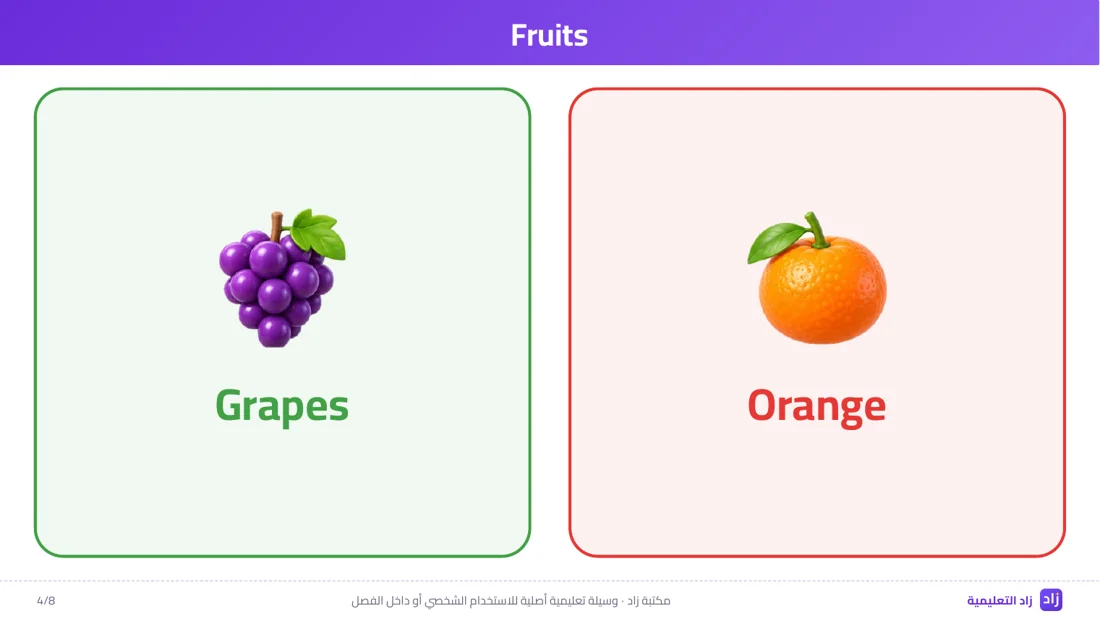 Fruits
Grapes
Orange
4/8
مكتبة زاد · وسيلة تعليمية أصلية للاستخدام الشخصي أو داخل الفصل
زاد التعليمية
زاد